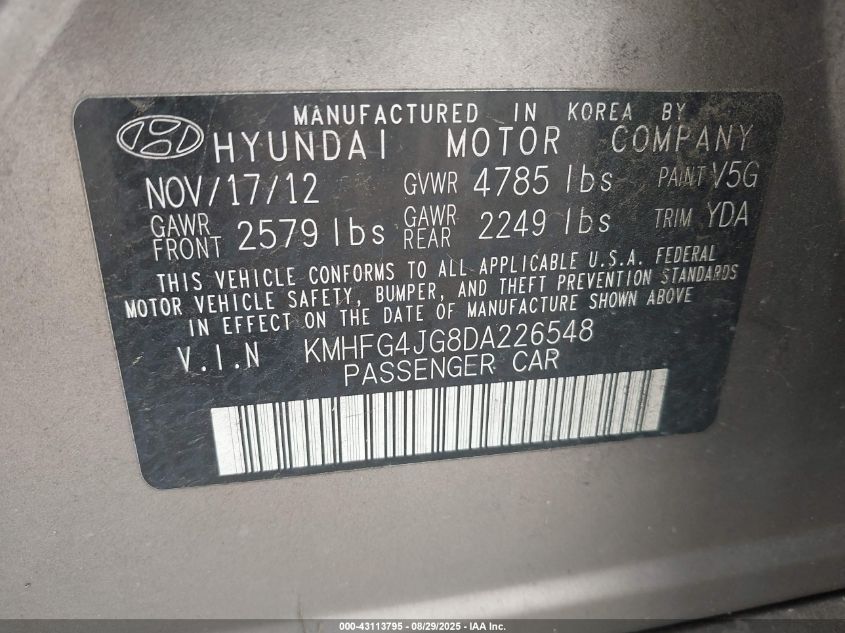 MANUFACTURED IN KOREA BY
HYUNDAI MOTOR COMPANY
NOV/17/12 GVWR 4785 lbs PAINT V5G
GAWR FRONT 2579 lbs GAWR REAR 2249 lbs TRIM YDA
THIS VEHICLE CONFORMS TO ALL APPLICABLE U.S.A. FEDERAL
MOTOR VEHICLE SAFETY, BUMPER, AND THEFT PREVENTION STANDARDS
IN EFFECT ON THE DATE OF MANUFACTURE SHOWN ABOVE
V.I.N KMHFG4JG8DA226548
PASSENGER CAR
000-43113795 - 08/29/2025 - IAA Inc.